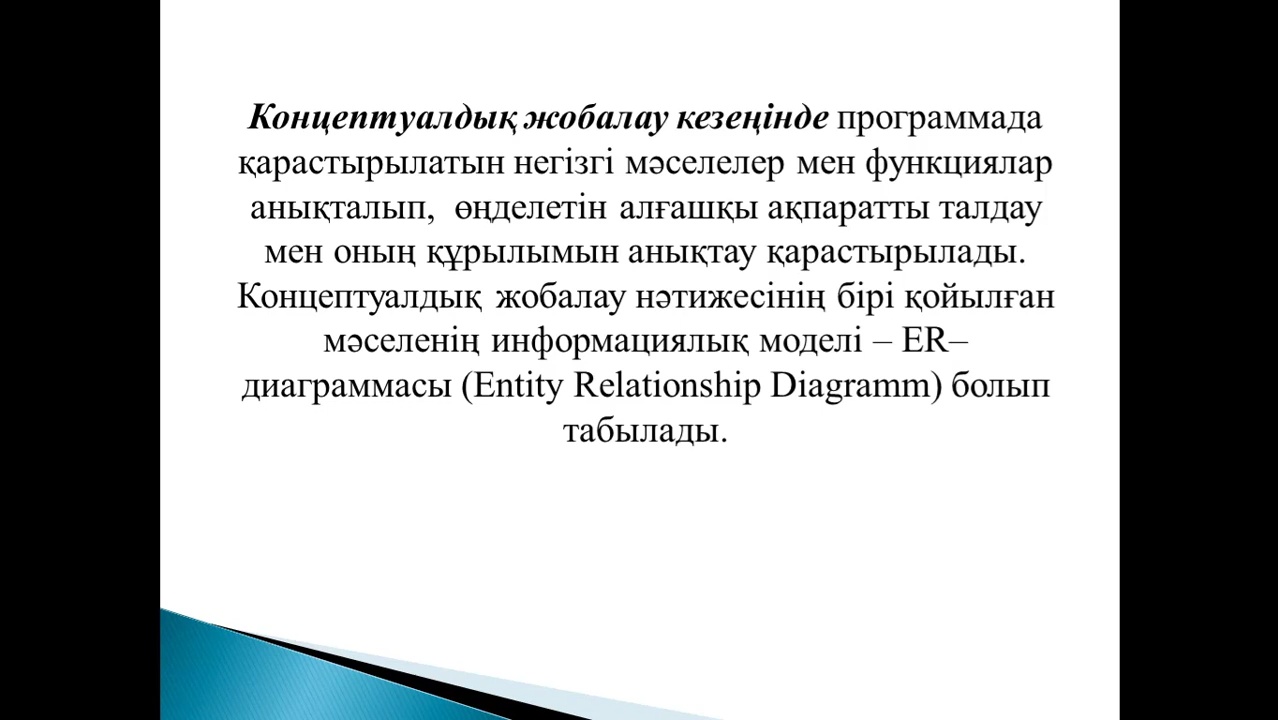 Концептуалдық жобалау кезеңінде программада
қарастырылатын негізгі мәселелер мен функциялар
анықталып,  өңделетін алғашқы ақпаратты талдау
мен оның құрылымын анықтау қарастырылады.
Концептуалдық жобалау нәтижесінің бірі қойылған
мәселенің информациялық моделі – ER–
диаграммасы (Entity Relationship Diagramm) болып
табылады.